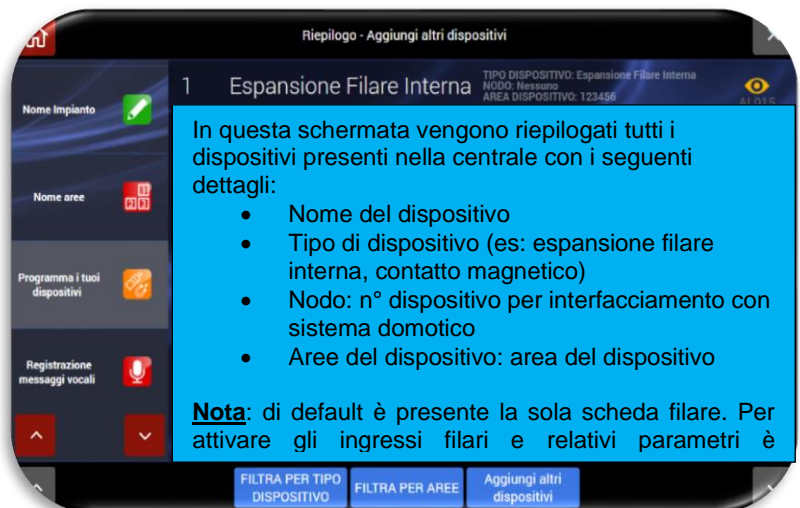 Riepilogo - Aggiungi altri dispositivi
Nome Impianto
Nome aree
Programma i tuoi
dispositivi
Registrazione
messaggi vocali
1 Espansione Filare Interna
TIPO DISPOSITIVO: Espansione Filare Interna
NODO: Nessuno
AREA DISPOSITIVO: 123456
In questa schermata vengono riepilogati tutti i
dispositivi presenti nella centrale con i seguenti
dettagli:
• Nome del dispositivo
• Tipo di dispositivo (es: espansione filare
interna, contatto magnetico)
• Nodo: n° dispositivo per interfacciamento con
sistema domotico
• Aree del dispositivo: area del dispositivo
Nota: di default è presente la sola scheda filare. Per
attivare gli ingressi filari e relativi parametri è
FILTRA PER TIPO
DISPOSITIVO
FILTRA PER AREE
Aggiungi altri
dispositivi